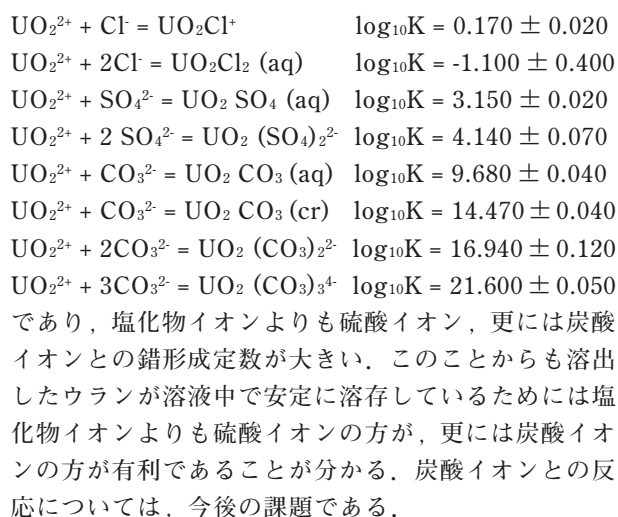 UO₂²⁺ + Cl⁻ = UO₂Cl⁺ log₁₀K = 0.170 ± 0.020
UO₂²⁺ + 2Cl⁻ = UO₂Cl₂ (aq) log₁₀K = -1.100 ± 0.400
UO₂²⁺ + SO₄²⁻ = UO₂ SO₄ (aq) log₁₀K = 3.150 ± 0.020
UO₂²⁺ + 2 SO₄²⁻ = UO₂ (SO₄)₂²⁻ log₁₀K = 4.140 ± 0.070
UO₂²⁺ + CO₃²⁻ = UO₂ CO₃ (aq) log₁₀K = 9.680 ± 0.040
UO₂²⁺ + CO₃²⁻ = UO₂ CO₃ (cr) log₁₀K = 14.470 ± 0.040
UO₂²⁺ + 2CO₃²⁻ = UO₂ (CO₃)₂²⁻ log₁₀K = 16.940 ± 0.120
UO₂²⁺ + 3CO₃²⁻ = UO₂ (CO₃)₃⁴⁻ log₁₀K = 21.600 ± 0.050
であり，塩化物イオンよりも硫酸イオン，更には炭酸
イオンとの錯形成定数が大きい．このことからも溶出
したウランが溶液中で安定に溶存しているためには塩
化物イオンよりも硫酸イオンの方が，更には炭酸イオ
ンの方が有利であることが分かる．炭酸イオンとの反
応については，今後の課題である．